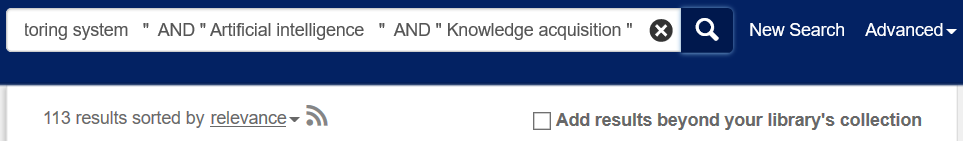 toring system " AND " Artificial intelligence " AND " Knowledge acquisition " New Search Advanced
113 results sorted by relevance Add results beyond your library's collection